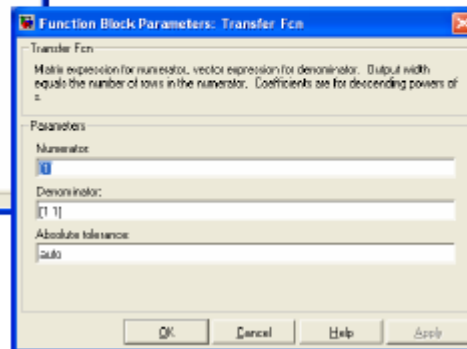 Function Block Parameters: Transfer Fcn
Transfer Fcn
Matrix expression for numerator, vector expression for denominator. Output width
equals the number of rows in the numerator. Coefficients are for descending powers of
s.
Parameters
Numerator:
Denominator:
[1 1]
Absolute tolerance:
auto
OK
Cancel
Help
Apply